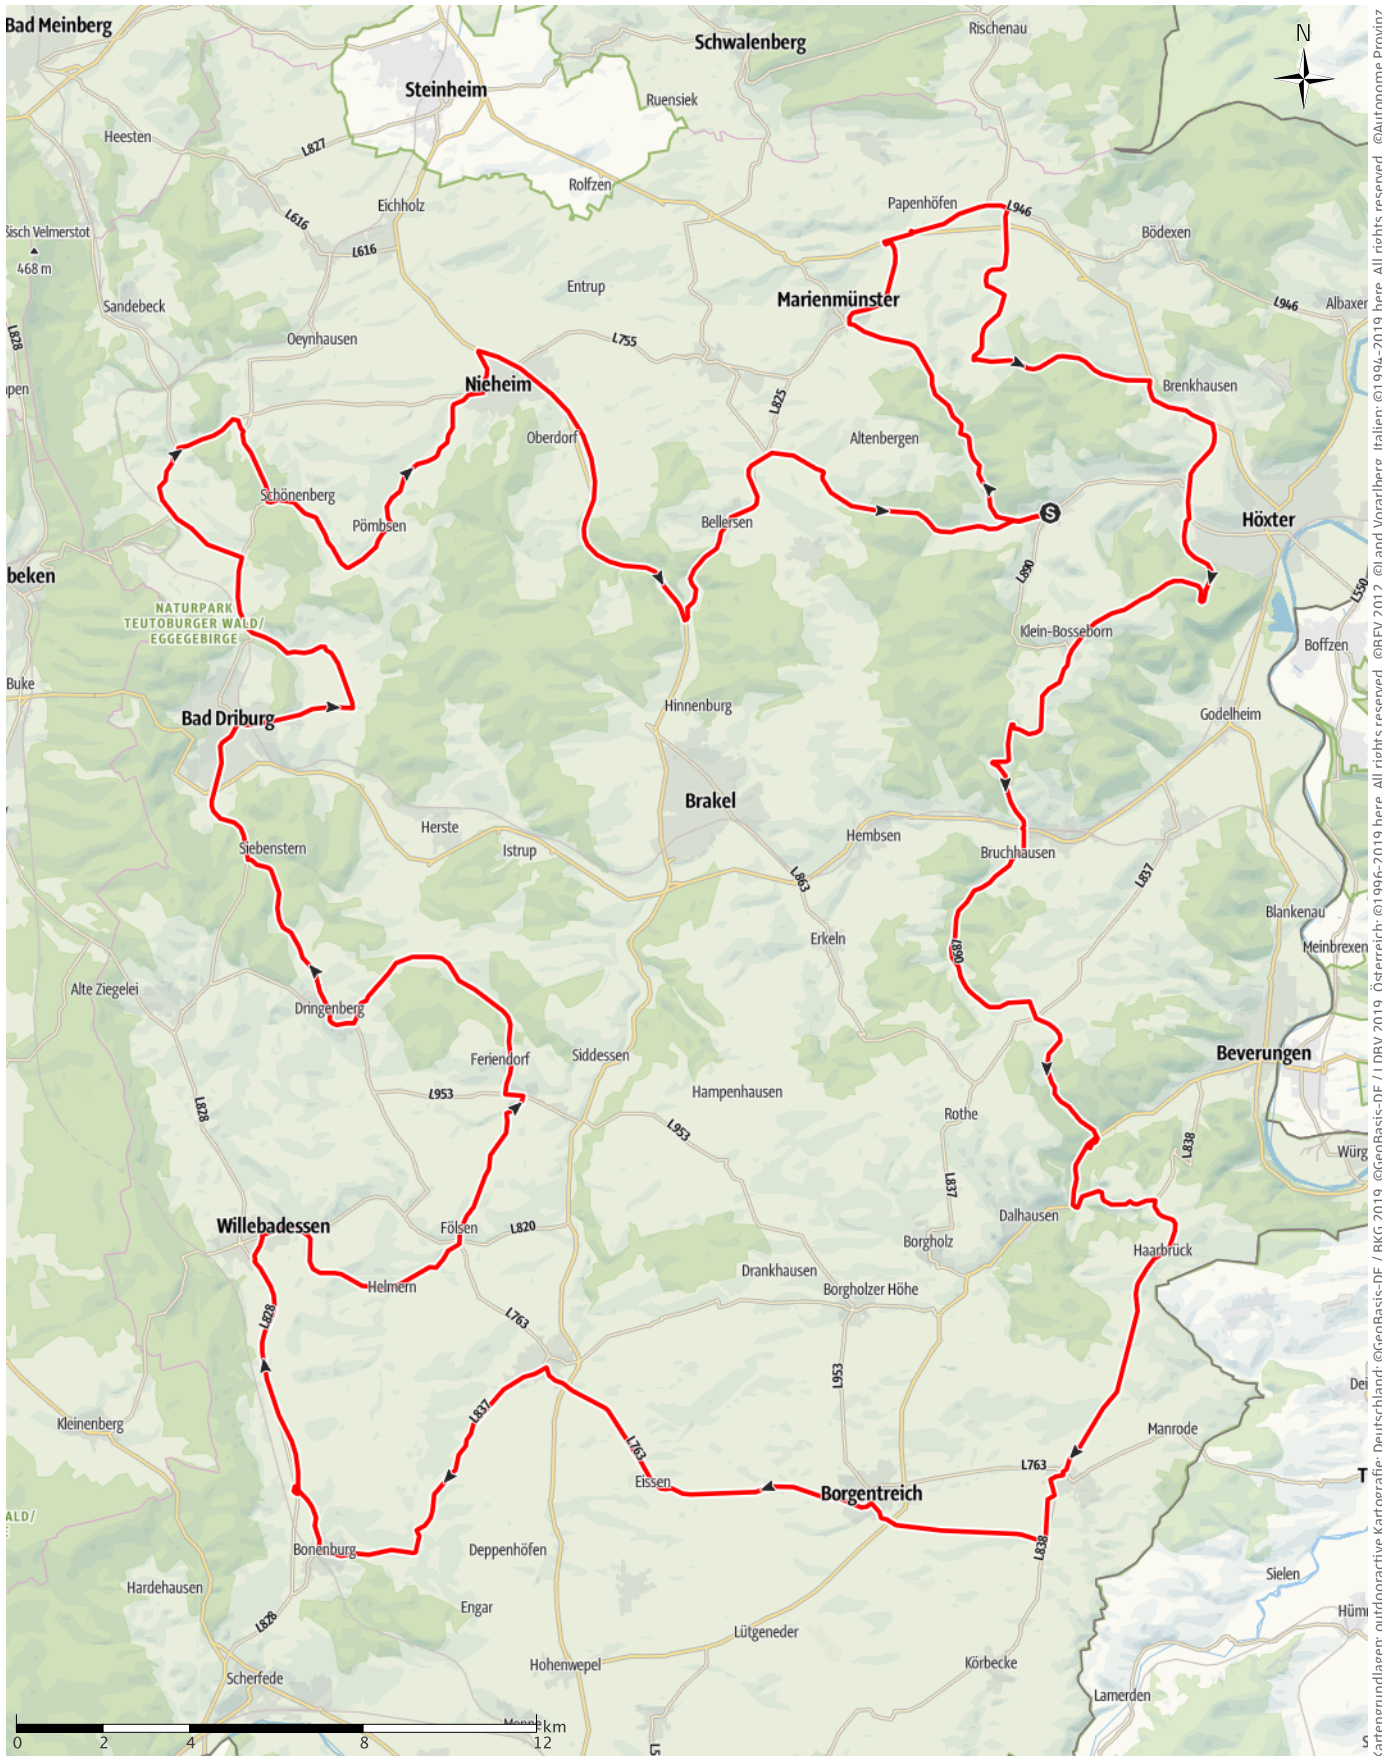 Bad Meinberg
Schwalenberg
Rischenau
N
Steinheim
Ruensiek
Heesten
L827
Rolfzen
Eichholz
L616
Papenhöfen
L946
Bödexen
Velmerstot
468 m
L616
Entrup
Marienmünster
L946
Sandebeck
L828
Oeynhausen
L755
Nieheim
Brenkhausen
L825
Oberdorf
Altenbergen
Schönenberg
Pömbsen
Bellersen
S
Höxter
L890
L550
NATURPARK
TEUTOBURGER WALD/
EGGEGEBIRGE
Klein-Bosseborn
Boffzen
Buke
Hinnenburg
Bad Driburg
Godelheim
Brakel
Herste
Hembsen
Siebenstern
Istrup
Bruchhausen
L863
L837
Blankenau
Erkeln
L890
Meinbrexen
Alte Ziegelei
Dringenberg
Feriendorf
Siddessen
Beverungen
L953
Hampenhausen
L828
Rothe
L953
L838
L837
Willebadessen
Fölsen
L820
Dalhausen
Borgholz
Haarbrück
Drankhausen
Helmern
Borgholzer Höhe
L828
L763
L953
Kleinenberg
L837
Manrode
L763
L763
Eissen
Borgentreich
Bonenburg
Deppenhöfen
L838
Hardehausen
Sielen
Engar
L828
Lütgeneder
Hohenwepel
Körbecke
Scherfede
Lamerden
0 2 4 8 12 km